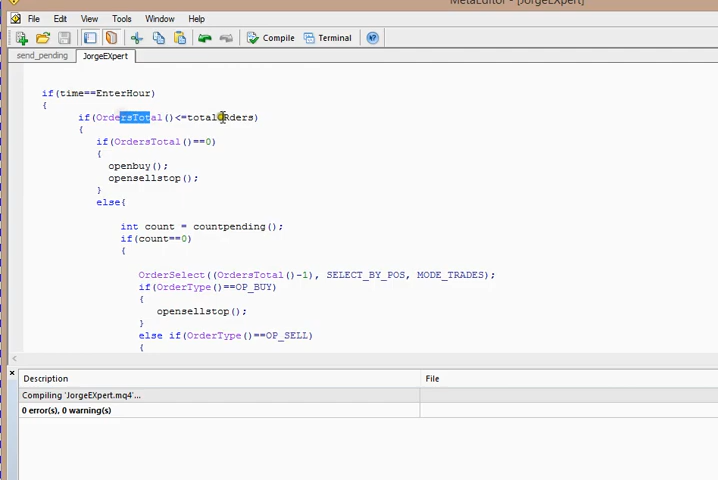 MetaEditor - [JorgeEXpert]
File Edit View Tools Window Help
Compile Terminal
send_pending JorgeEXpert
if(time==EnterHour)
{
if(OrdersTotal()<=totalORders)
{
if(OrdersTotal()==0)
{
openbuy();
opensellstop();
}
else{
int count = countpending();
if(count==0)
{
OrderSelect((OrdersTotal()-1), SELECT_BY_POS, MODE_TRADES);
if(OrderType()==OP_BUY)
{
opensellstop();
}
else if(OrderType()==OP_SELL)
{
Description File
Compiling 'JorgeEXpert.mq4'...
0 error(s), 0 warning(s)